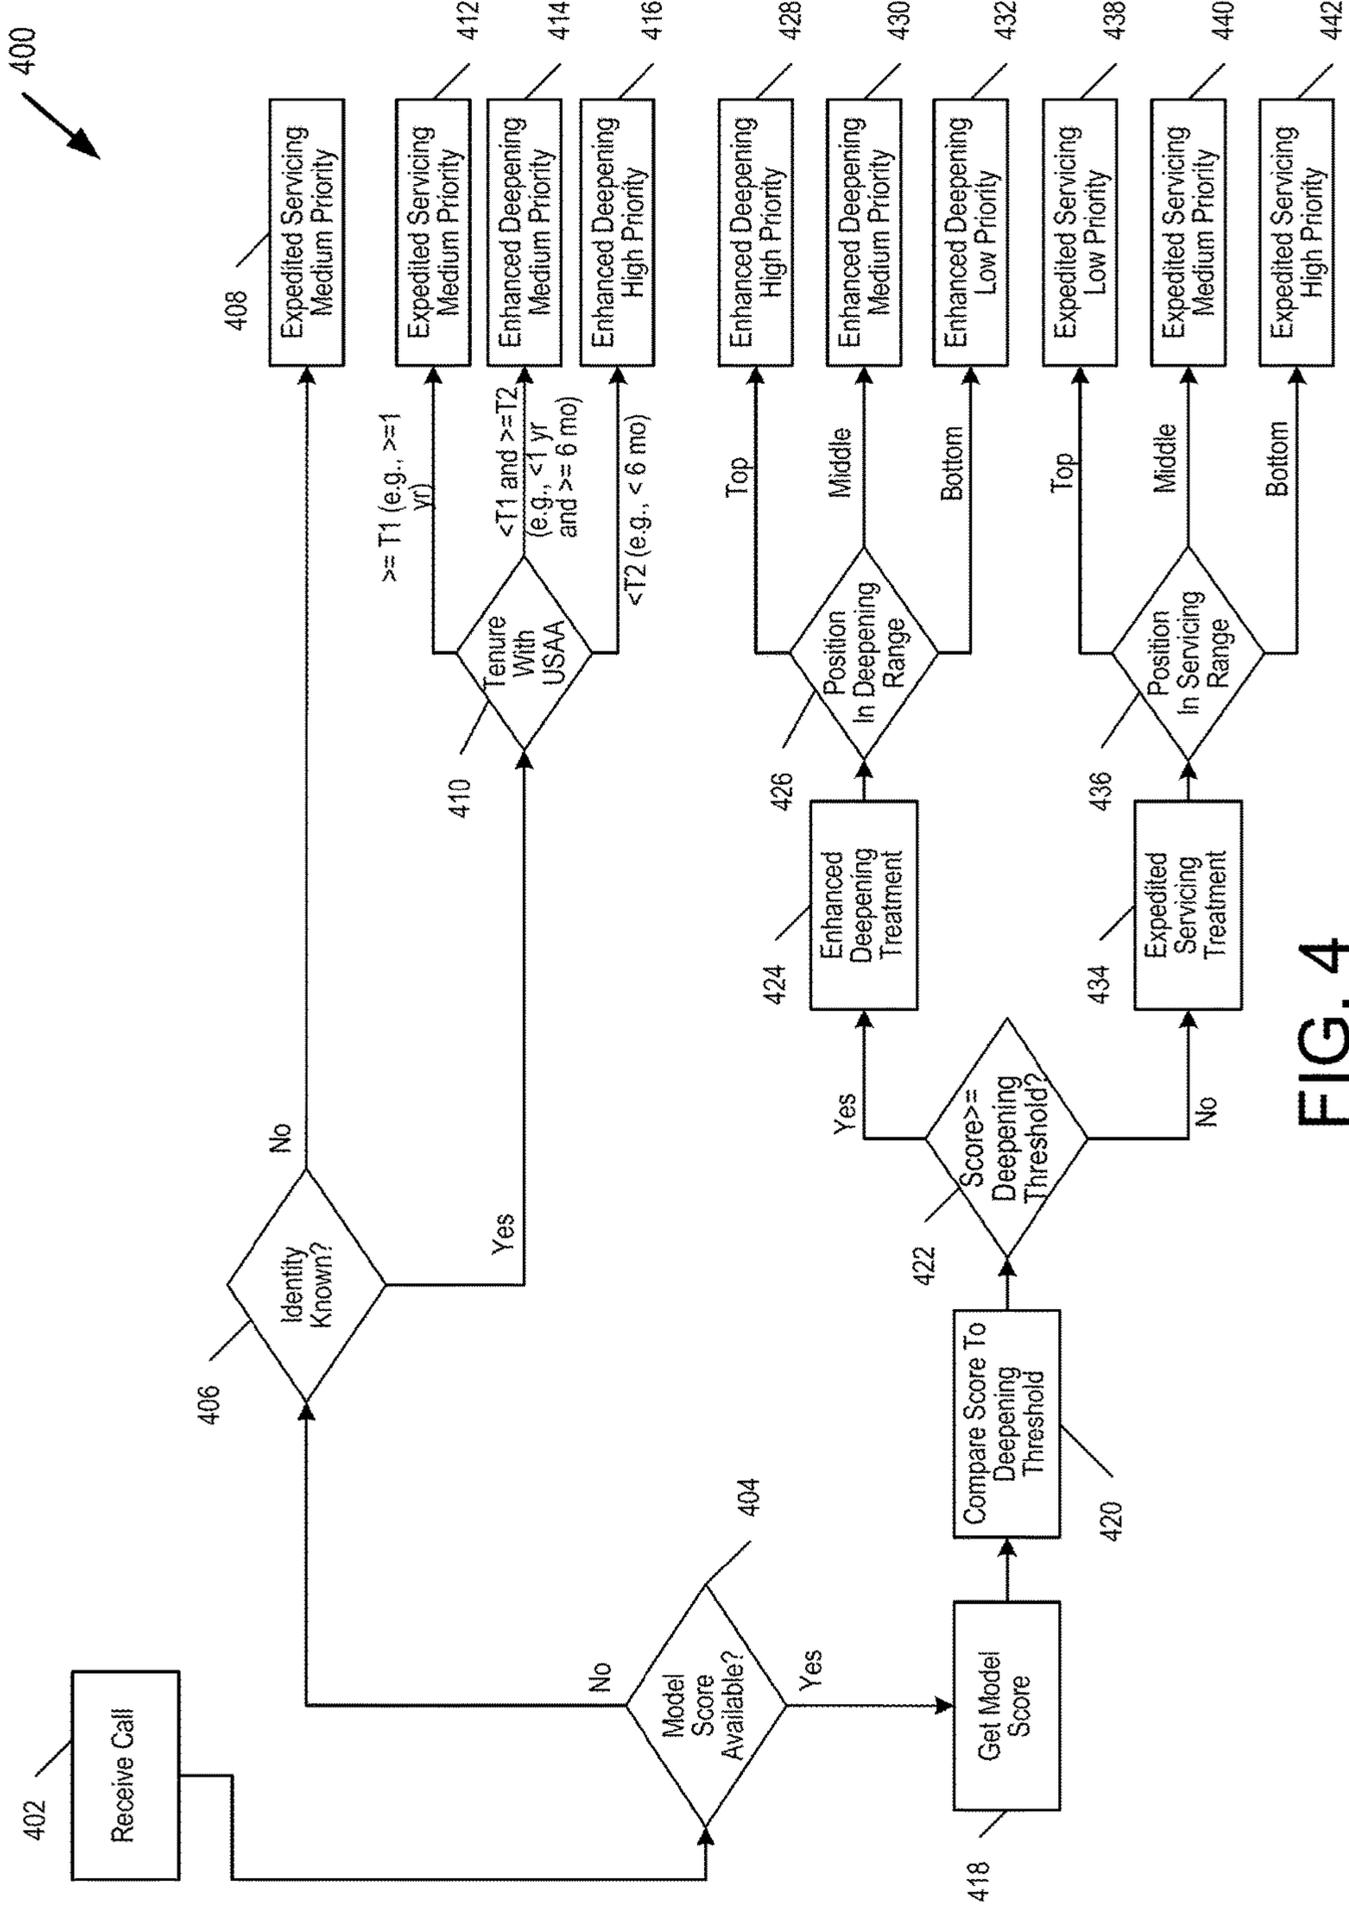 400
402
Receive Call
404
Model
Score
Available?
No
Yes
406
Identity
Known?
No
Yes
408
Expedited Servicing
Medium Priority
410
Tenure
With
USAA
>= T1 (e.g., >=1
yr)
<T1 and >=T2
(e.g., <1 yr
and >= 6 mo)
<T2 (e.g., < 6 mo)
Expedited Servicing
Medium Priority
412
Enhanced Deepening
Medium Priority
414
Enhanced Deepening
High Priority
416
418
Get Model
Score
Compare Score To
Deepening
Threshold
420
422
Score>=
Deepening
Threshold?
Yes
No
424
Enhanced
Deepening
Treatment
426
Position
In Deepening
Range
Top
Middle
Bottom
Enhanced Deepening
High Priority
428
Enhanced Deepening
Medium Priority
430
Enhanced Deepening
Low Priority
432
434
Expedited
Servicing
Treatment
436
Position
In Servicing
Range
Top
Middle
Bottom
Expedited Servicing
Low Priority
438
Expedited Servicing
Medium Priority
440
Expedited Servicing
High Priority
442
FIG. 4